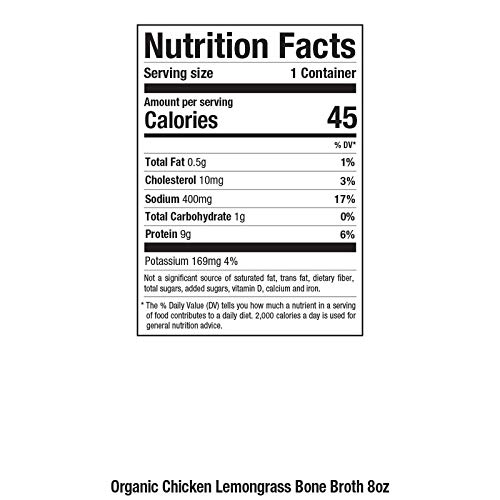 Nutrition Facts
Serving size 1 Container
Amount per serving
Calories 45
% DV*
Total Fat 0.5g 1%
Cholesterol 10mg 3%
Sodium 400mg 17%
Total Carbohydrate 1g 0%
Protein 9g 6%
Potassium 169mg 4%
Not a significant source of saturated fat, trans fat, dietary fiber,
total sugars, added sugars, vitamin D, calcium and iron.
* The % Daily Value (DV) tells you how much a nutrient in a serving
of food contributes to a daily diet. 2,000 calories a day is used for
general nutrition advice.
Organic Chicken Lemongrass Bone Broth 8oz